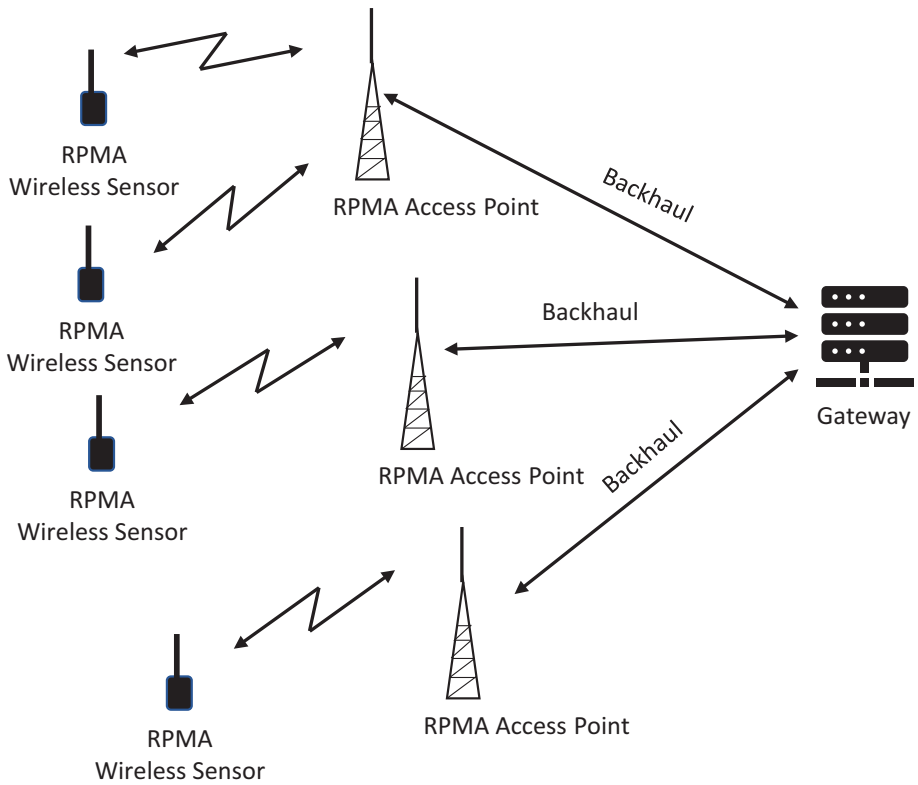 RPMA
Wireless Sensor
RPMA Access Point
Backhaul
RPMA
Wireless Sensor
Backhaul
Gateway
RPMA Access Point
Backhaul
RPMA
Wireless Sensor
RPMA Access Point
RPMA
Wireless Sensor